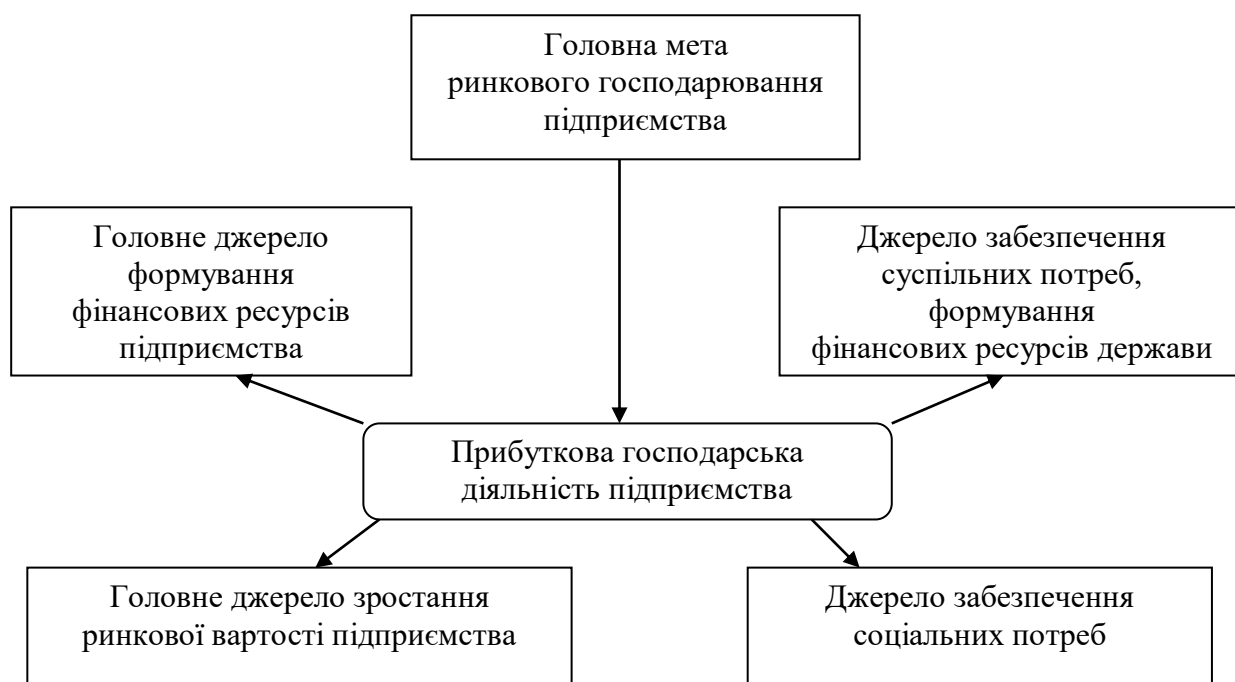 Головна мета
ринкового господарювання
підприємства
Головне джерело
формування
фінансових ресурсів
підприємства
Джерело забезпечення
суспільних потреб,
формування
фінансових ресурсів держави
Прибуткова господарська
діяльність підприємства
Головне джерело зростання
ринкової вартості підприємства
Джерело забезпечення
соціальних потреб